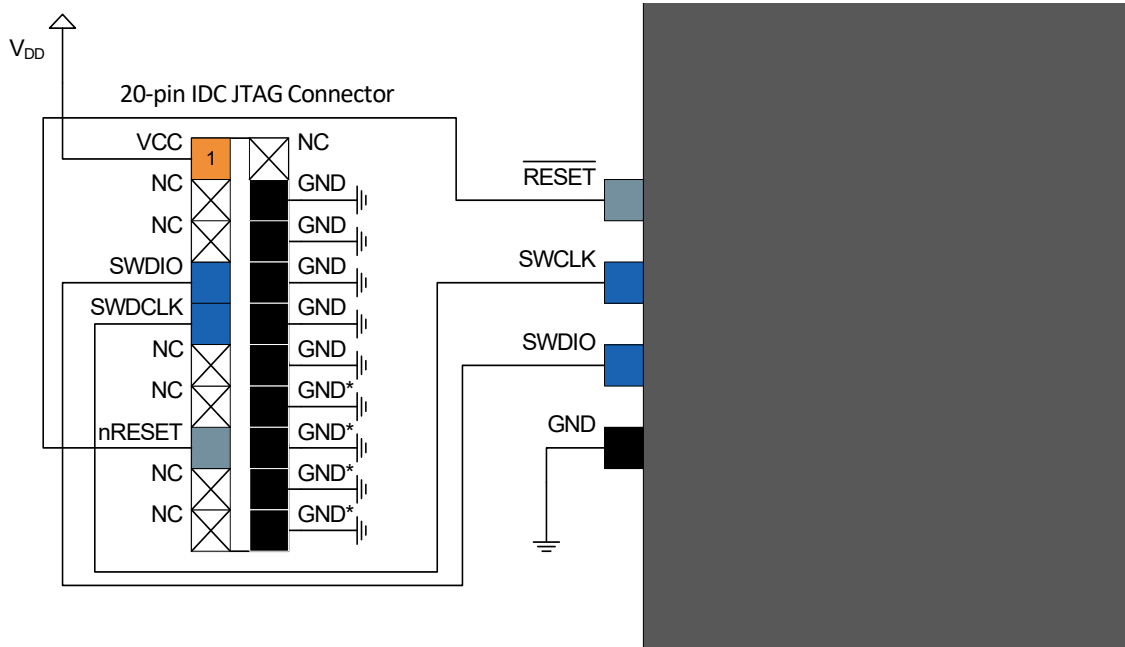 VDD
20-pin IDC JTAG Connector
VCC 1 NC
NC GND
NC GND
SWDIO GND
SWDCLK GND
NC GND
NC GND*
nRESET GND*
NC GND*
NC GND*
RESET
SWCLK
SWDIO
GND